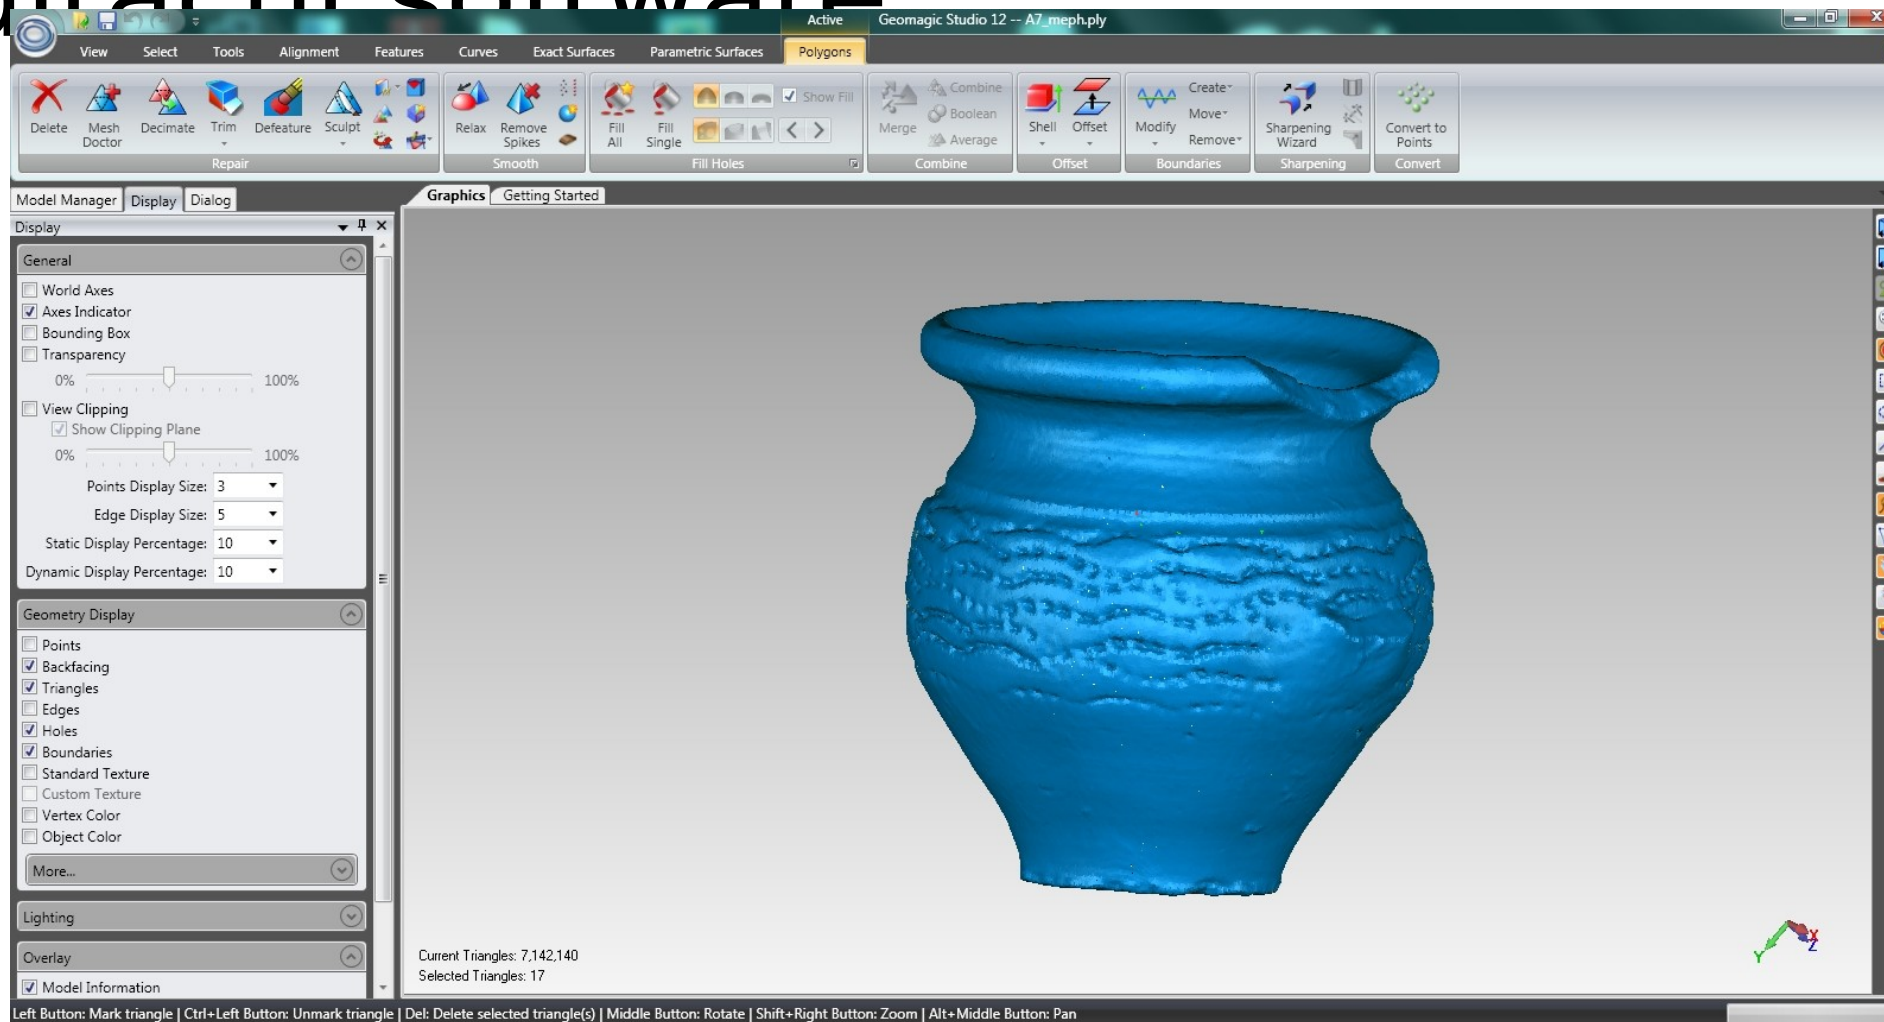 software
Active
Geomagic Studio 12 -- A7_meph.ply
View Select Tools Alignment Features Curves Exact Surfaces Parametric Surfaces Polygons
Delete
Mesh Doctor
Decimate
Trim
Defeature
Sculpt
Repair
Relax
Remove Spikes
Smooth
Fill All
Fill Single
Show Fill
Fill Holes
Merge
Combine
Boolean
Average
Combine
Shell
Offset
Offset
Modify
Create
Move
Remove
Boundaries
Sharpening Wizard
Sharpening
Convert to Points
Convert
Model Manager Display Dialog
Graphics Getting Started
Display
General
World Axes
Axes Indicator
Bounding Box
Transparency
0% 100%
View Clipping
Show Clipping Plane
0% 100%
Points Display Size: 3
Edge Display Size: 5
Static Display Percentage: 10
Dynamic Display Percentage: 10
Geometry Display
Points
Backfacing
Triangles
Edges
Holes
Boundaries
Standard Texture
Custom Texture
Vertex Color
Object Color
More...
Lighting
Overlay
Model Information
Current Triangles: 7,142,140
Selected Triangles: 17
X
Y
Z
Left Button: Mark triangle | Ctrl+Left Button: Unmark triangle | Del: Delete selected triangle(s) | Middle Button: Rotate | Shift+Right Button: Zoom | Alt+Middle Button: Pan